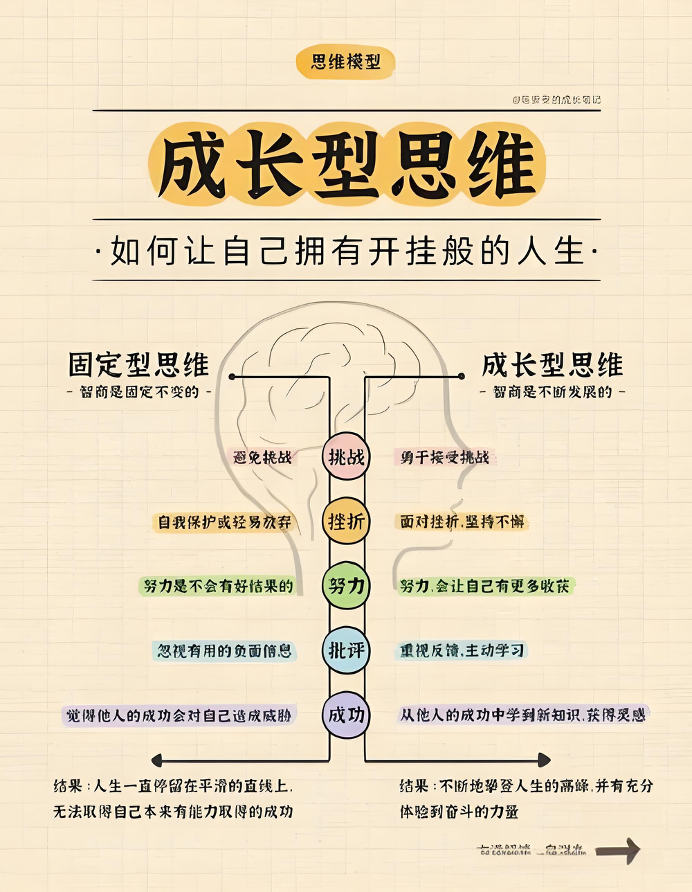 思维模型
成长型思维
·如何让自己拥有开挂般的人生·
固定型思维
- 智商是固定不变的 -
成长型思维
- 智商是不断发展的 -
避免挑战
挑战
勇于接受挑战
自我保护或轻易放弃
挫折
面对挫折,坚持不懈
努力是不会有好结果的
努力
努力,会让自己有更多收获
忽视有用的负面信息
批评
重视反馈,主动学习
觉得他人的成功会对自己造成威胁
成功
从他人的成功中学到新知识,获得灵感
结果:人生一直停留在平滑的直线上,
无法取得自己本来有能力取得的成功
结果:不断地攀登人生的高峰,并有充分
体验到奋斗的力量